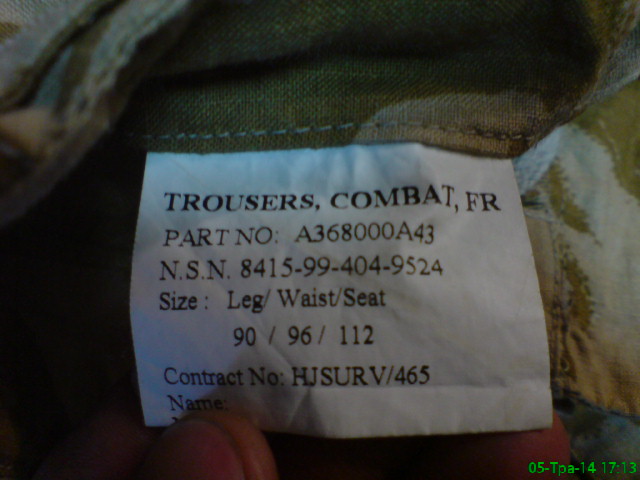 TROUSERS, COMBAT, FR
PART NO: A368000A43
N.S.N. 8415-99-404-9524
Size : Leg/ Waist/Seat
90 / 96 / 112
Contract No: HJSURV/465
Name:
05-Тра-14 17:13